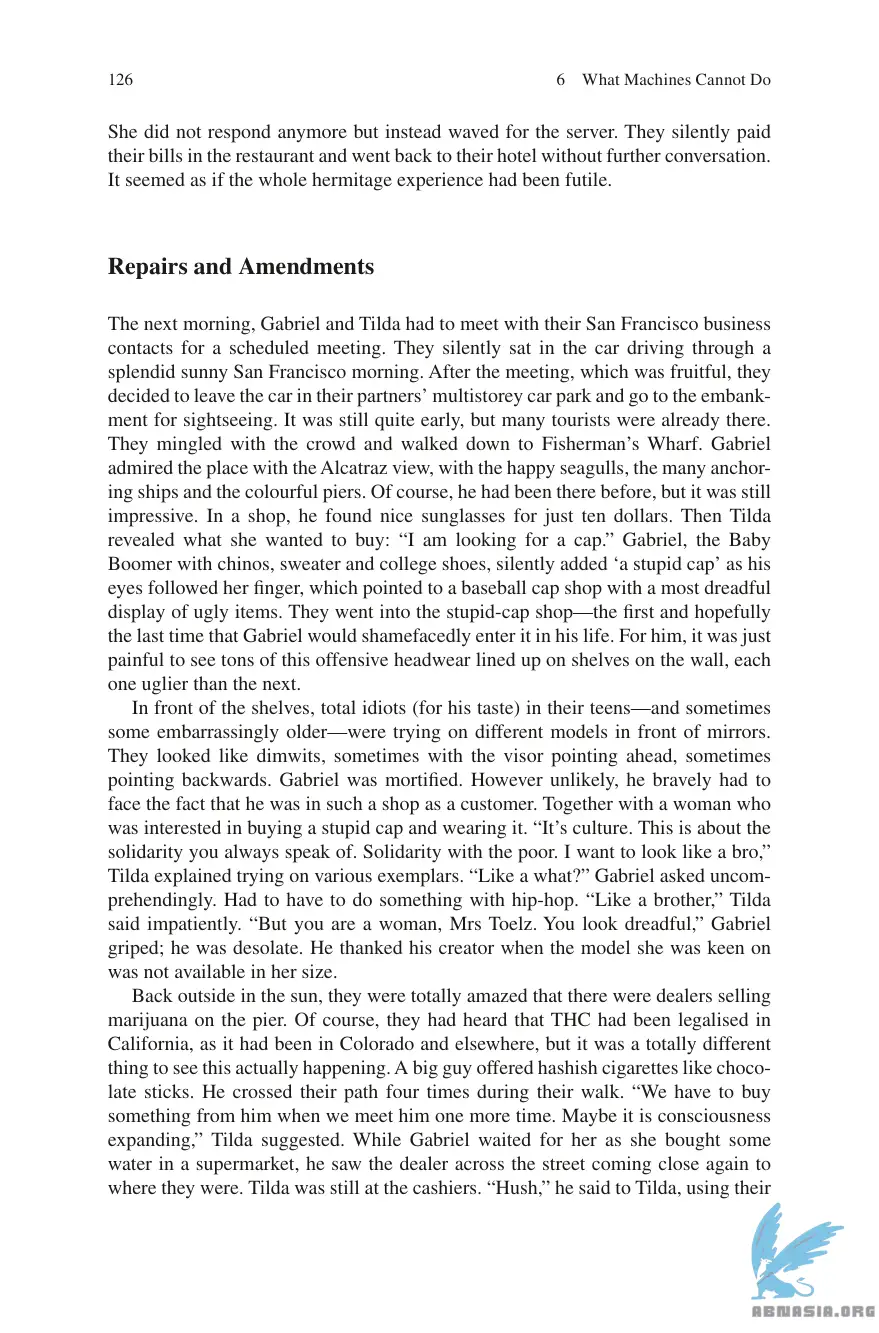 126
6 What Machines Cannot Do
She did not respond anymore but instead waved for the server. They silently paid
their bills in the restaurant and went back to their hotel without further conversation.
It seemed as if the whole hermitage experience had been futile.
Repairs and Amendments
The next morning, Gabriel and Tilda had to meet with their San Francisco business
contacts for a scheduled meeting. They silently sat in the car driving through a
splendid sunny San Francisco morning. After the meeting, which was fruitful, they
decided to leave the car in their partners’ multistorey car park and go to the embank-
ment for sightseeing. It was still quite early, but many tourists were already there.
They mingled with the crowd and walked down to Fisherman’s Wharf. Gabriel
admired the place with the Alcatraz view, with the happy seagulls, the many anchor-
ing ships and the colourful piers. Of course, he had been there before, but it was still
impressive. In a shop, he found nice sunglasses for just ten dollars. Then Tilda
revealed what she wanted to buy: “I am looking for a cap.” Gabriel, the Baby
Boomer with chinos, sweater and college shoes, silently added ‘a stupid cap’ as his
eyes followed her finger, which pointed to a baseball cap shop with a most dreadful
display of ugly items. They went into the stupid-cap shop—the first and hopefully
the last time that Gabriel would shamefacedly enter it in his life. For him, it was just
painful to see tons of this offensive headwear lined up on shelves on the wall, each
one uglier than the next.
In front of the shelves, total idiots (for his taste) in their teens—and sometimes
some embarrassingly older—were trying on different models in front of mirrors.
They looked like dimwits, sometimes with the visor pointing ahead, sometimes
pointing backwards. Gabriel was mortified. However unlikely, he bravely had to
face the fact that he was in such a shop as a customer. Together with a woman who
was interested in buying a stupid cap and wearing it. “It’s culture. This is about the
solidarity you always speak of. Solidarity with the poor. I want to look like a bro,”
Tilda explained trying on various exemplars. “Like a what?” Gabriel asked uncom-
prehendingly. Had to have to do something with hip-hop. “Like a brother,” Tilda
said impatiently. “But you are a woman, Mrs Toelz. You look dreadful,” Gabriel
griped; he was desolate. He thanked his creator when the model she was keen on
was not available in her size.
Back outside in the sun, they were totally amazed that there were dealers selling
marijuana on the pier. Of course, they had heard that THC had been legalised in
California, as it had been in Colorado and elsewhere, but it was a totally different
thing to see this actually happening. A big guy offered hashish cigarettes like choco-
late sticks. He crossed their path four times during their walk. “We have to buy
something from him when we meet him one more time. Maybe it is consciousness
expanding,” Tilda suggested. While Gabriel waited for her as she bought some
water in a supermarket, he saw the dealer across the street coming close again to
where they were. Tilda was still at the cashiers. “Hush,” he said to Tilda, using their
ABNASIA.ORG